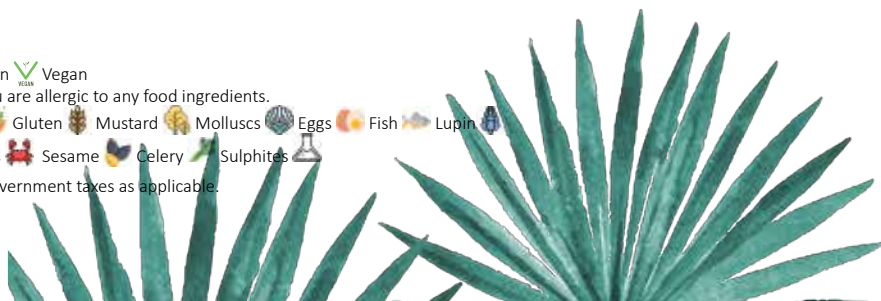 n Vegan
u are allergic to any food ingredients.
Gluten Mustard Molluscs Eggs Fish Lupin
Sesame Celery Sulphites
vernment taxes as applicable.